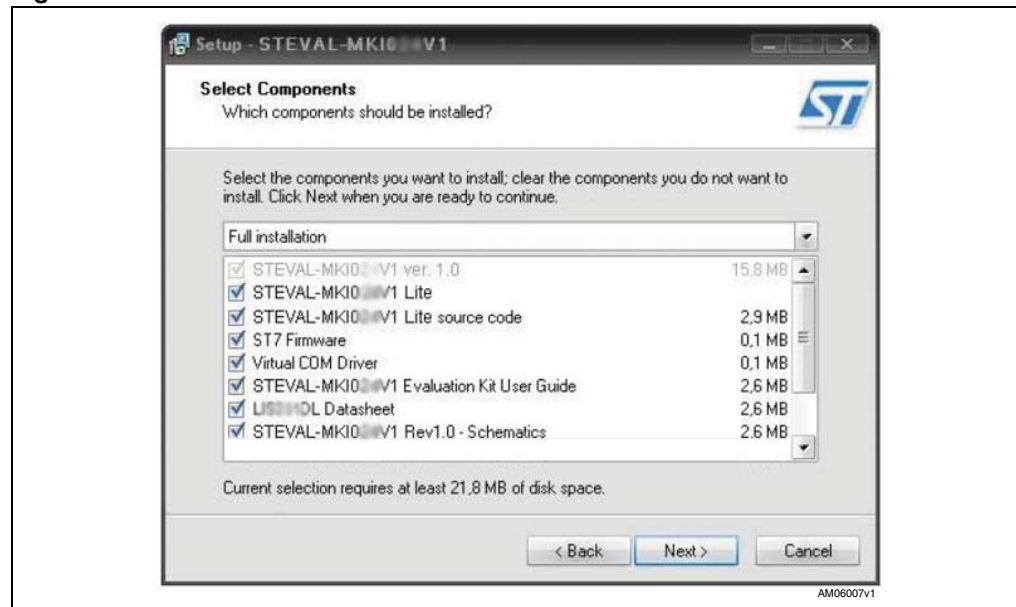 Setup - STEVAL-MKI0 V1
Select Components
Which components should be installed?
ST
Select the components you want to install; clear the components you do not want to
install. Click Next when you are ready to continue.
Full installation
STEVAL-MKI0 V1 ver. 1.0 15,8 MB
STEVAL-MKI0 V1 Lite
STEVAL-MKI0 V1 Lite source code 2,9 MB
ST7 Firmware 0,1 MB
Virtual COM Driver 0,1 MB
STEVAL-MKI0 V1 Evaluation Kit User Guide 2,6 MB
DL Datasheet 2,6 MB
STEVAL-MKI0 V1 Rev1.0 - Schematics 2.6 MB
Current selection requires at least 21,8 MB of disk space.
< Back Next > Cancel
AM06007v1